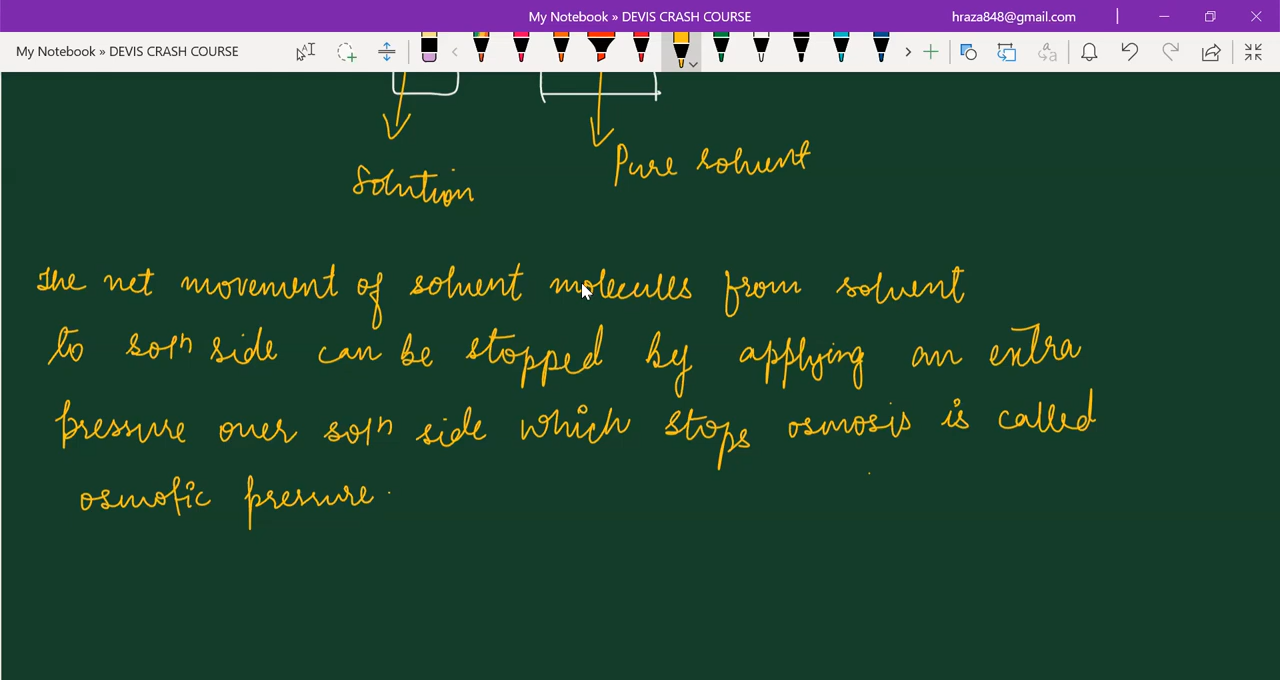 My Notebook » DEVIS CRASH COURSE
hraza848@gmail.com
My Notebook » DEVIS CRASH COURSE
Solution
Pure solvent
The net movement of solvent molecules from solvent
to solⁿ side can be stopped by applying an extra
pressure over solⁿ side which stops osmosis is called
osmotic pressure.